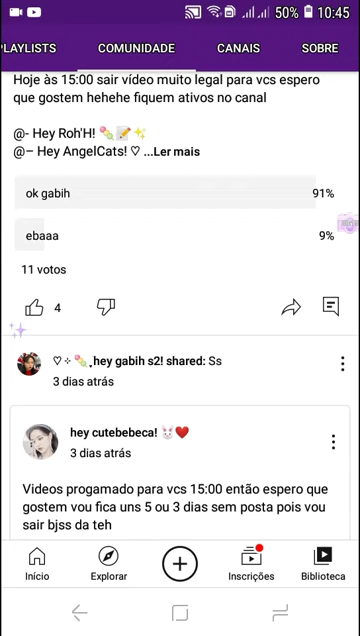 50% 10:45
PLAYLISTS COMUNIDADE CANAIS SOBRE
Hoje às 15:00 sair vídeo muito legal para vcs espero
que gostem hehehe fiquem ativos no canal
@- Hey Roh'H! 🍡📝✨
@– Hey AngelCats! ♡ ...Ler mais
ok gabih 91%
ebaaa 9%
11 votos
4
♡ ⊹ 🍡 ˳hey gabih s2! shared: Ss
3 dias atrás
hey cutebebeca! 🐰❤️
3 dias atrás
Videos progamado para vcs 15:00 então espero que
gostem vou fica uns 5 ou 3 dias sem posta pois vou
sair bjss da teh
Início Explorar Inscrições Biblioteca